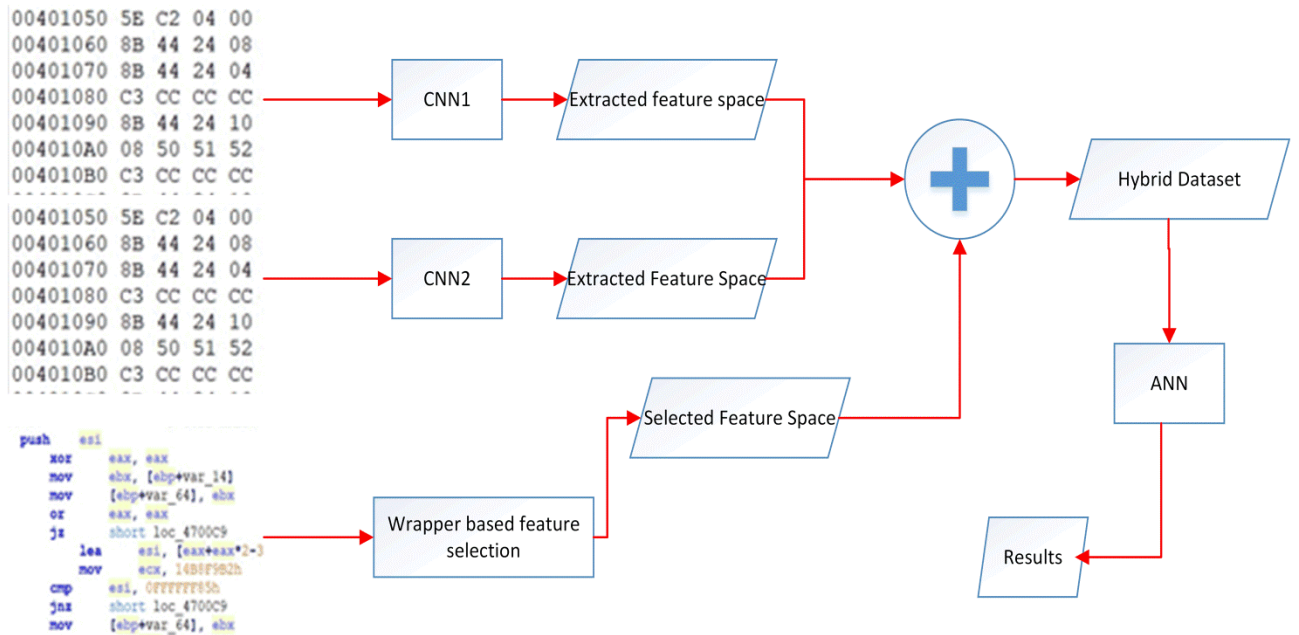 00401050 5E C2 04 00
00401060 8B 44 24 08
00401070 8B 44 24 04
00401080 C3 CC CC CC
00401090 8B 44 24 10
004010A0 08 50 51 52
004010B0 C3 CC CC CC
CNN1
Extracted feature space
00401050 5E C2 04 00
00401060 8B 44 24 08
00401070 8B 44 24 04
00401080 C3 CC CC CC
00401090 8B 44 24 10
004010A0 08 50 51 52
004010B0 C3 CC CC CC
CNN2
Extracted Feature Space
Hybrid Dataset
ANN
Results
Selected Feature Space
Wrapper based feature
selection
push esi
xor eax, eax
mov ebx, [ebp+var_14]
mov [ebp+var_64], ebx
or eax, eax
jz short loc_4700C9
lea esi, [eax+eax*2-3
mov ecx, 14B8F9B2h
cmp esi, 0FFFFFF85h
jnz short loc_4700C9
mov [ebp+var_64], ebx